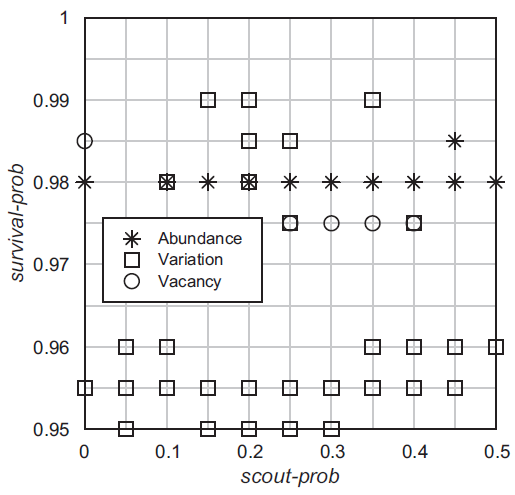 1
0.99
0.98
0.97
0.96
0.95
survival-prob
Abundance
Variation
Vacancy
0 0.1 0.2 0.3 0.4 0.5
scout-prob